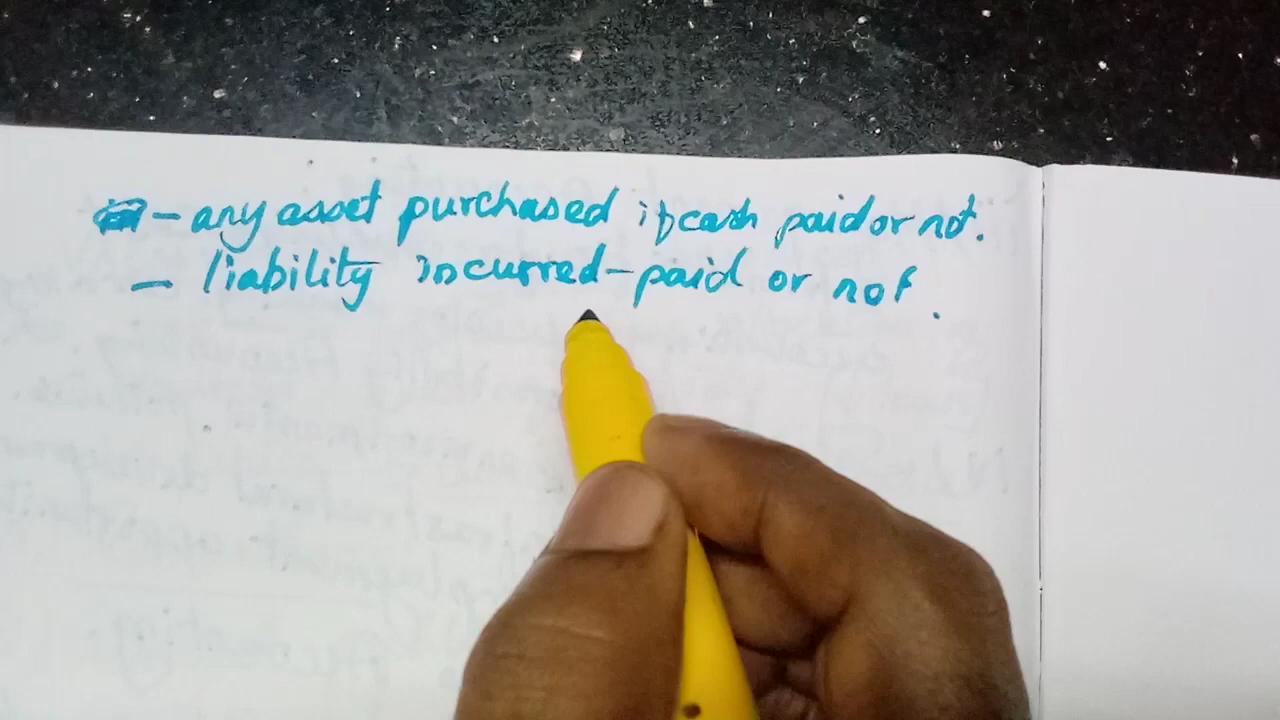 - any asset purchased if cash paid or not.
- liability incurred - paid or not.